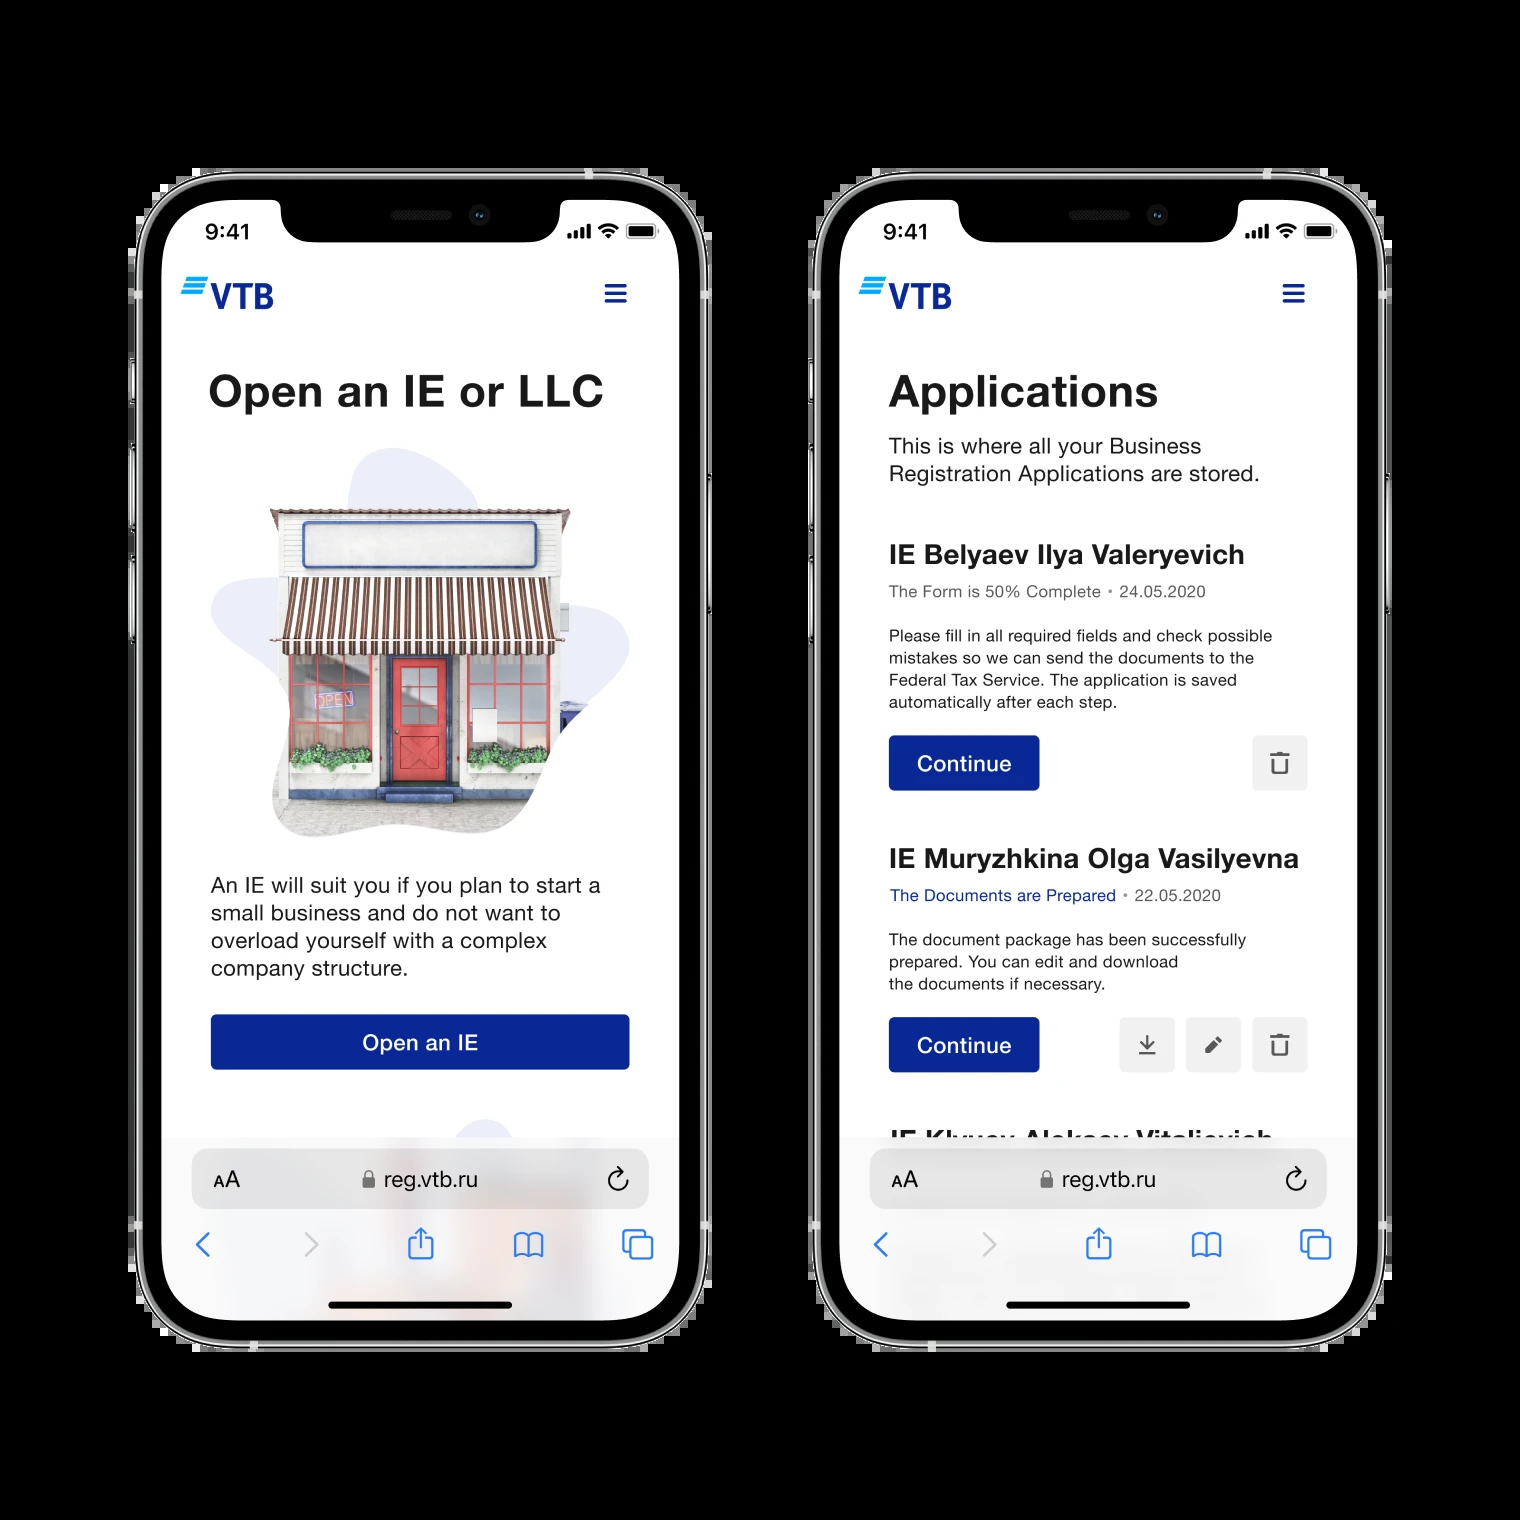 9:41
VTB
Open an IE or LLC
OPEN
An IE will suit you if you plan to start a
small business and do not want to
overload yourself with a complex
company structure.
Open an IE
AA
reg.vtb.ru
9:41
VTB
Applications
This is where all your Business
Registration Applications are stored.
IE Belyaev Ilya Valeryevich
The Form is 50% Complete • 24.05.2020
Please fill in all required fields and check possible
mistakes so we can send the documents to the
Federal Tax Service. The application is saved
automatically after each step.
Continue
IE Muryzhkina Olga Vasilyevna
The Documents are Prepared • 22.05.2020
The document package has been successfully
prepared. You can edit and download
the documents if necessary.
Continue
IE Klyuev Aleksey Vitalievich
AA
reg.vtb.ru